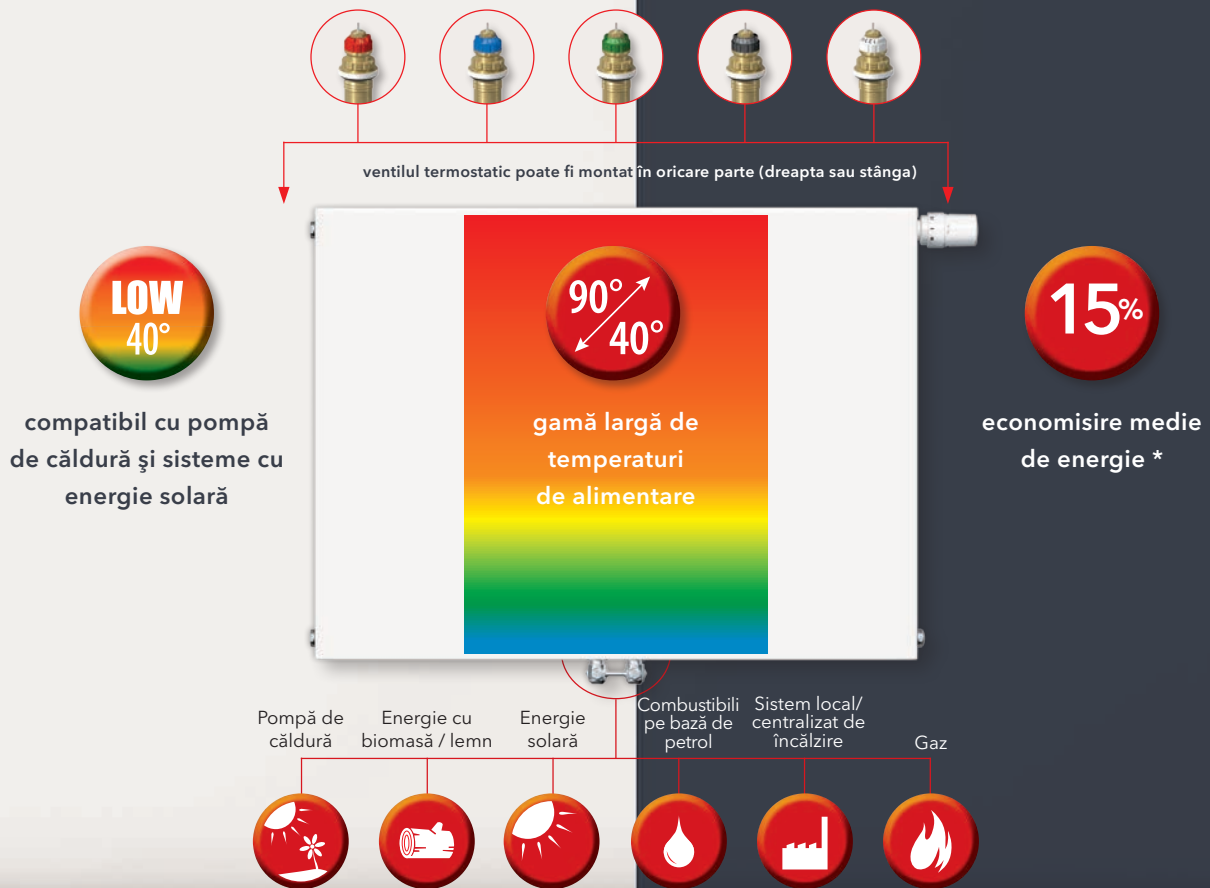 ventilul termostatic poate fi montat în oricare parte (dreapta sau stânga)
LOW
40°
compatibil cu pompă
de căldură şi sisteme cu
energie solară
90°
40°
gamă largă de
temperaturi
de alimentare
15%
economisire medie
de energie *
Pompă de
căldură
Energie cu
biomasă / lemn
Energie
solară
Combustibili
pe bază de
petrol
Sistem local/
centralizat de
încălzire
Gaz